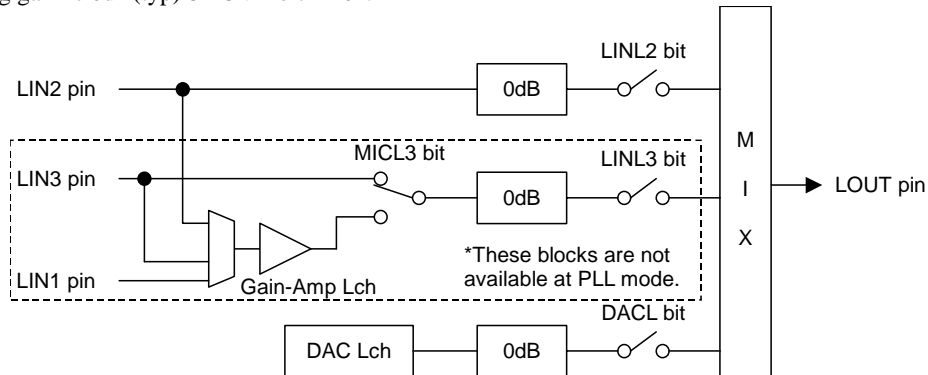 LINL2 bit
LIN2 pin
0dB
MICL3 bit
LINL3 bit
LIN3 pin
0dB
M
I
X
LOUT pin
*These blocks are not
available at PLL mode.
LIN1 pin
Gain-Amp Lch
DACL bit
DAC Lch
0dB